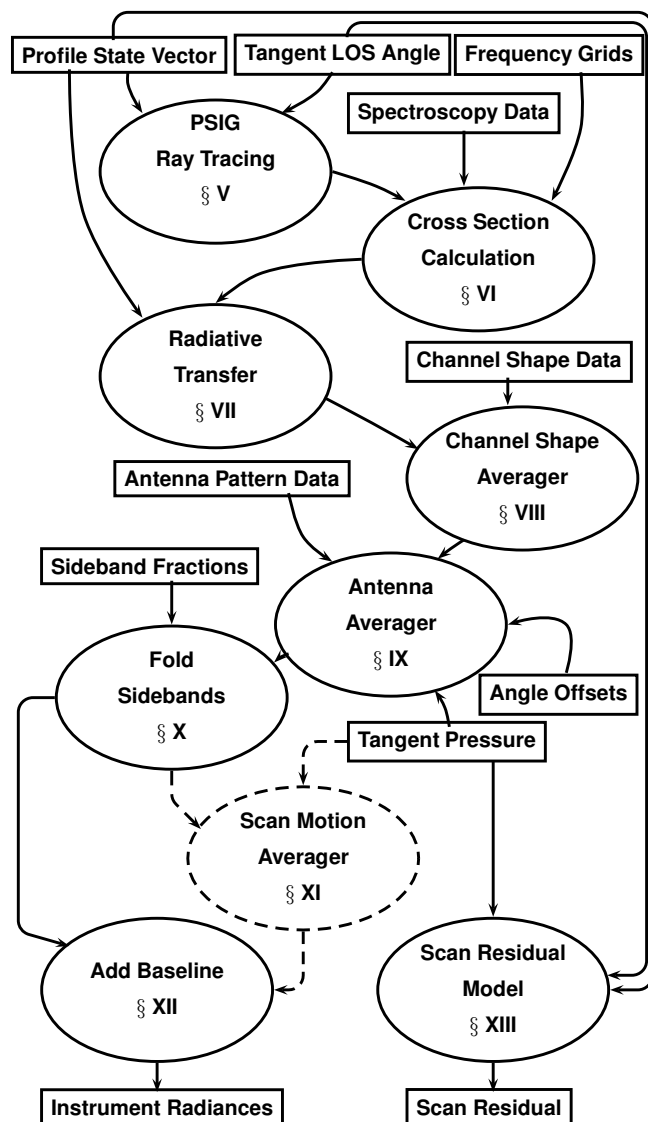 Profile State Vector
Tangent LOS Angle
Frequency Grids
Spectroscopy Data
PSIG
Ray Tracing
§ V
Cross Section
Calculation
§ VI
Radiative
Transfer
§ VII
Channel Shape Data
Channel Shape
Averager
§ VIII
Antenna Pattern Data
Sideband Fractions
Antenna
Averager
§ IX
Fold
Sidebands
§ X
Angle Offsets
Tangent Pressure
Scan Motion
Averager
§ XI
Add Baseline
§ XII
Scan Residual
Model
§ XIII
Instrument Radiances
Scan Residual